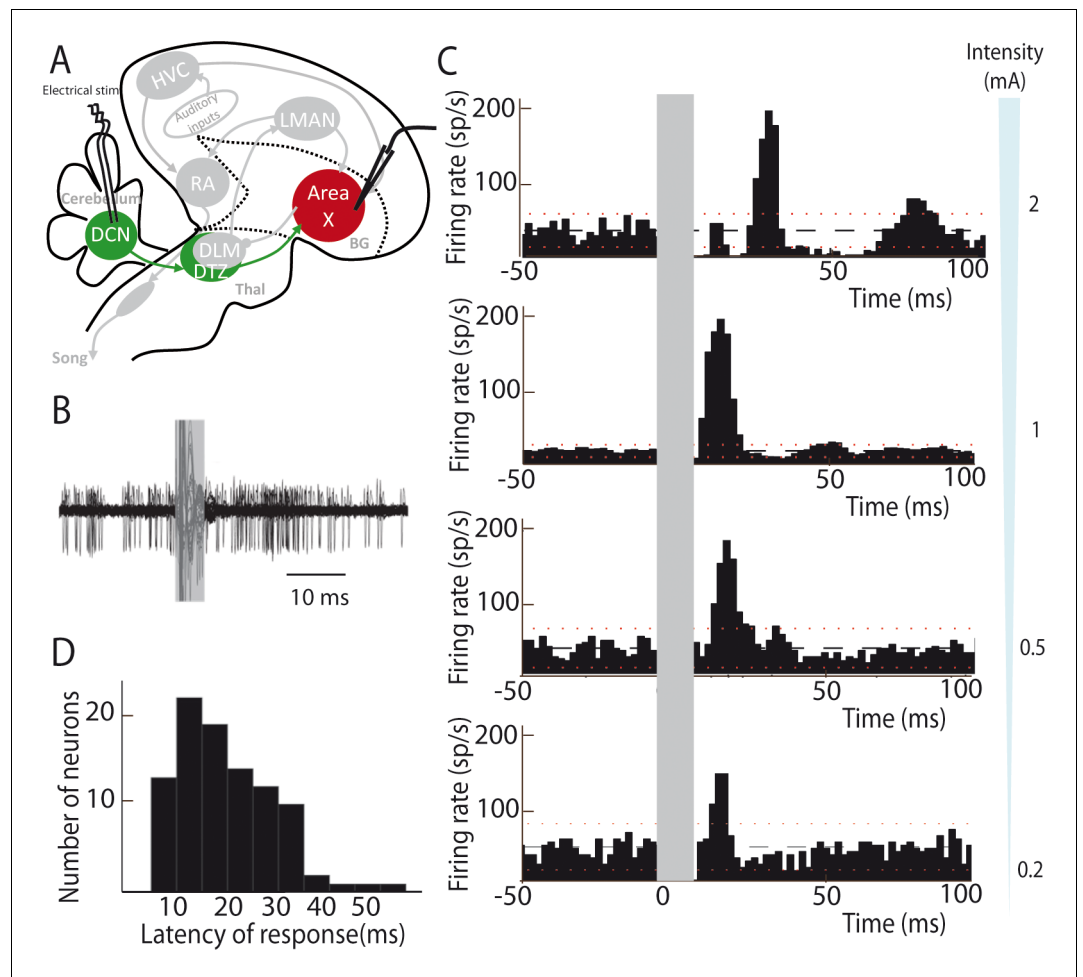 A
Electrical stim
HVC
Auditory
inputs
LMAN
Cerebellum
RA
Area
X
DCN
DLM
DTZ
BG
Thal
Song
B
10 ms
D
Number of neurons
20
10
10 20 30 40 50
Latency of response(ms)
C
Intensity
(mA)
Firing rate (sp/s)
200
100
-50 50 100
Time (ms)
2
Firing rate (sp/s)
200
100
-50 50 100
Time (ms)
1
Firing rate (sp/s)
200
100
-50 50 100
Time (ms)
0.5
Firing rate (sp/s)
200
100
-50 0 50 100
Time (ms)
0.2